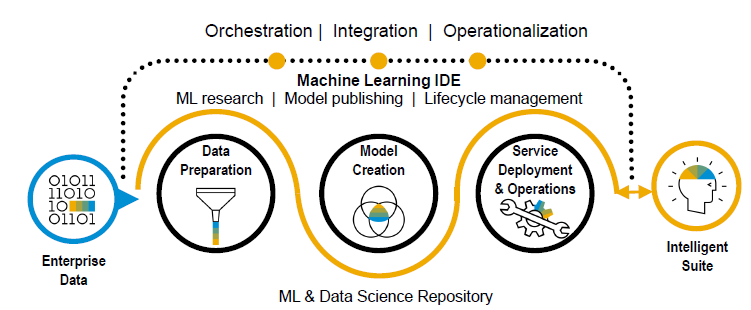 Orchestration | Integration | Operationalization
Machine Learning IDE
ML research | Model publishing | Lifecycle management
Data
Preparation
Model
Creation
Service
Deployment
& Operations
01011
11010
10
01101
Enterprise
Data
Intelligent
Suite
ML & Data Science Repository